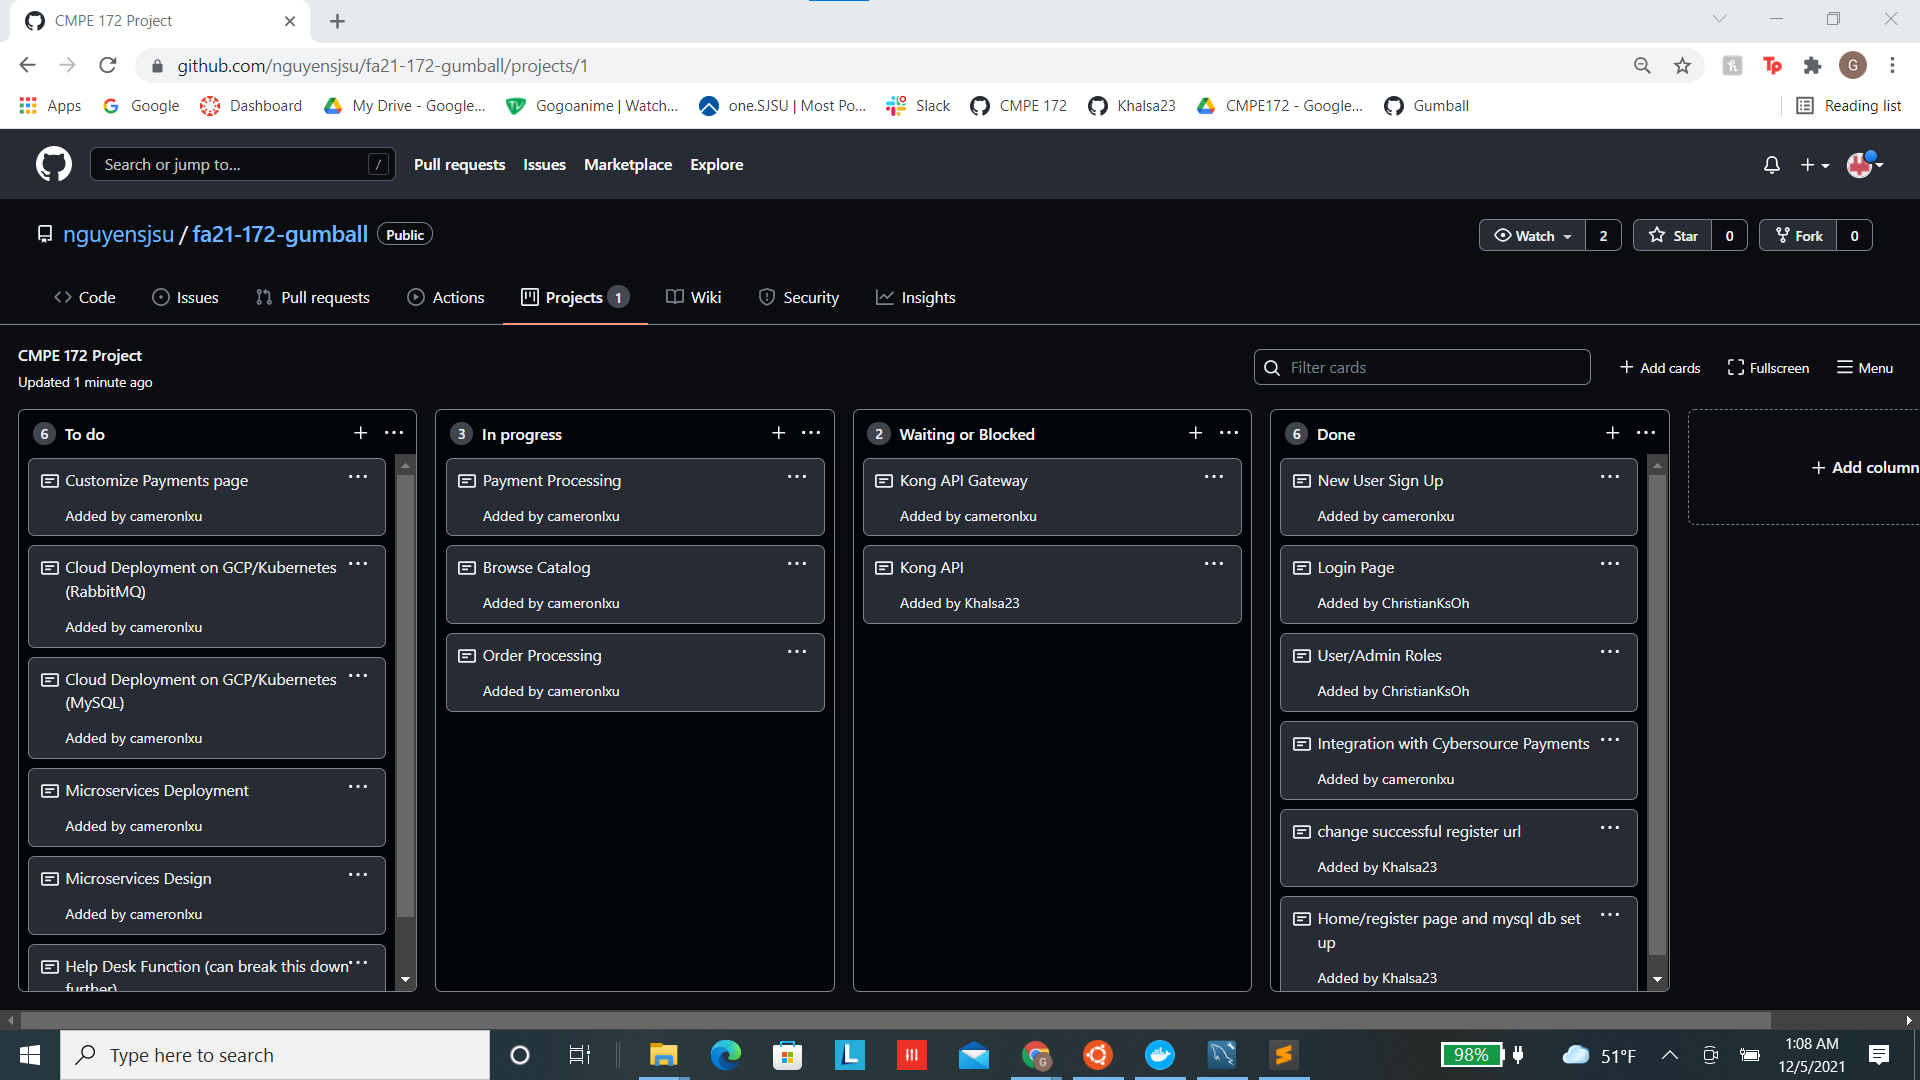 CMPE 172 Project
github.com/nguyensjsu/fa21-172-gumball/projects/1
G
Apps
Google
Dashboard
My Drive - Google...
Gogoanime | Watch...
one.SJSU | Most Po...
Slack
CMPE 172
Khalsa23
CMPE172 - Google...
Gumball
Reading list
Search or jump to...
/
Pull requests
Issues
Marketplace
Explore
nguyensjsu / fa21-172-gumball
Public
Watch 2
Star 0
Fork 0
Code
Issues
Pull requests
Actions
Projects 1
Wiki
Security
Insights
CMPE 172 Project
Updated 1 minute ago
Filter cards
Add cards
Fullscreen
Menu
6 To do
Customize Payments page
Added by cameronlxu
Cloud Deployment on GCP/Kubernetes
(RabbitMQ)
Added by cameronlxu
Cloud Deployment on GCP/Kubernetes
(MySQL)
Added by cameronlxu
Microservices Deployment
Added by cameronlxu
Microservices Design
Added by cameronlxu
Help Desk Function (can break this down
further)
3 In progress
Payment Processing
Added by cameronlxu
Browse Catalog
Added by cameronlxu
Order Processing
Added by cameronlxu
2 Waiting or Blocked
Kong API Gateway
Added by cameronlxu
Kong API
Added by Khalsa23
6 Done
New User Sign Up
Added by cameronlxu
Login Page
Added by ChristianKsOh
User/Admin Roles
Added by ChristianKsOh
Integration with Cybersource Payments
Added by cameronlxu
change successful register url
Added by Khalsa23
Home/register page and mysql db set
up
Added by Khalsa23
Add column
Type here to search
98%
51°F
1:08 AM
12/5/2021